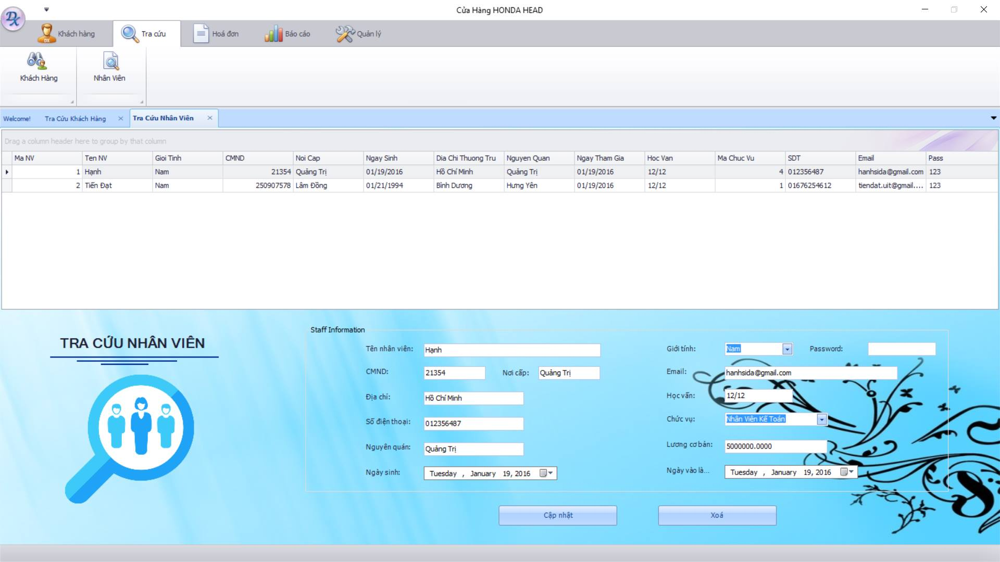 Cửa Hàng HONDA HEAD
Khách hàng Tra cứu Hoá đơn Báo cáo Quản lý
Khách Hàng Nhân Viên
Welcome! Tra Cứu Khách Hàng Tra Cứu Nhân Viên
Drag a column header here to group by that column
Ma NV Ten NV Gioi Tinh CMND Noi Cap Ngay Sinh Dia Chi Thuong Tru Nguyen Quan Ngay Tham Gia Hoc Van Ma Chuc Vu SDT Email Pass
1 Hạnh Nam 21354 Quảng Trị 01/19/2016 Hồ Chí Minh Quảng Trị 01/19/2016 12/12 4 012356487 hanhsida@gmail.com 123
2 Tiến Đạt Nam 250907578 Lâm Đồng 01/21/1994 Bình Dương Hưng Yên 01/19/2016 12/12 1 01676254612 tiendat.uit@gmail.... 123
TRA CỨU NHÂN VIÊN
Staff Information
Tên nhân viên: Hạnh Giới tính: Nam Password:
CMND: 21354 Nơi cấp: Quảng Trị Email: hanhsida@gmail.com
Địa chỉ: Hồ Chí Minh Học vấn: 12/12
Số điện thoại: 012356487 Chức vụ: Nhân Viên Kế Toán
Nguyên quán: Quảng Trị Lương cơ bản: 5000000.0000
Ngày sinh: Tuesday , January 19, 2016 Ngày vào là... Tuesday , January 19, 2016
Cập nhật Xoá